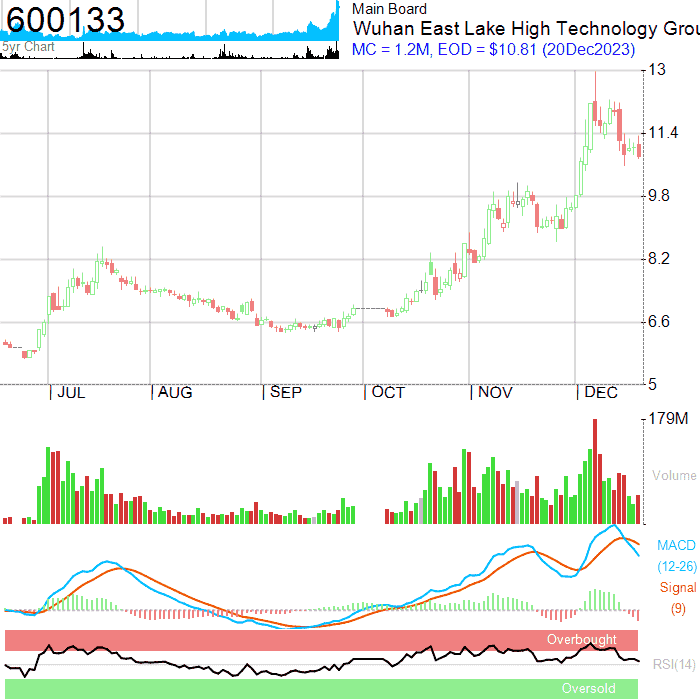 600133
5yr Chart
Main Board
Wuhan East Lake High Technology Grou
MC = 1.2M, EOD = $10.81 (20Dec2023)
13
11.4
9.8
8.2
6.6
5
JUL AUG SEP OCT NOV DEC
179M
Volume
MACD
(12-26)
Signal
(9)
Overbought
RSI(14)
Oversold